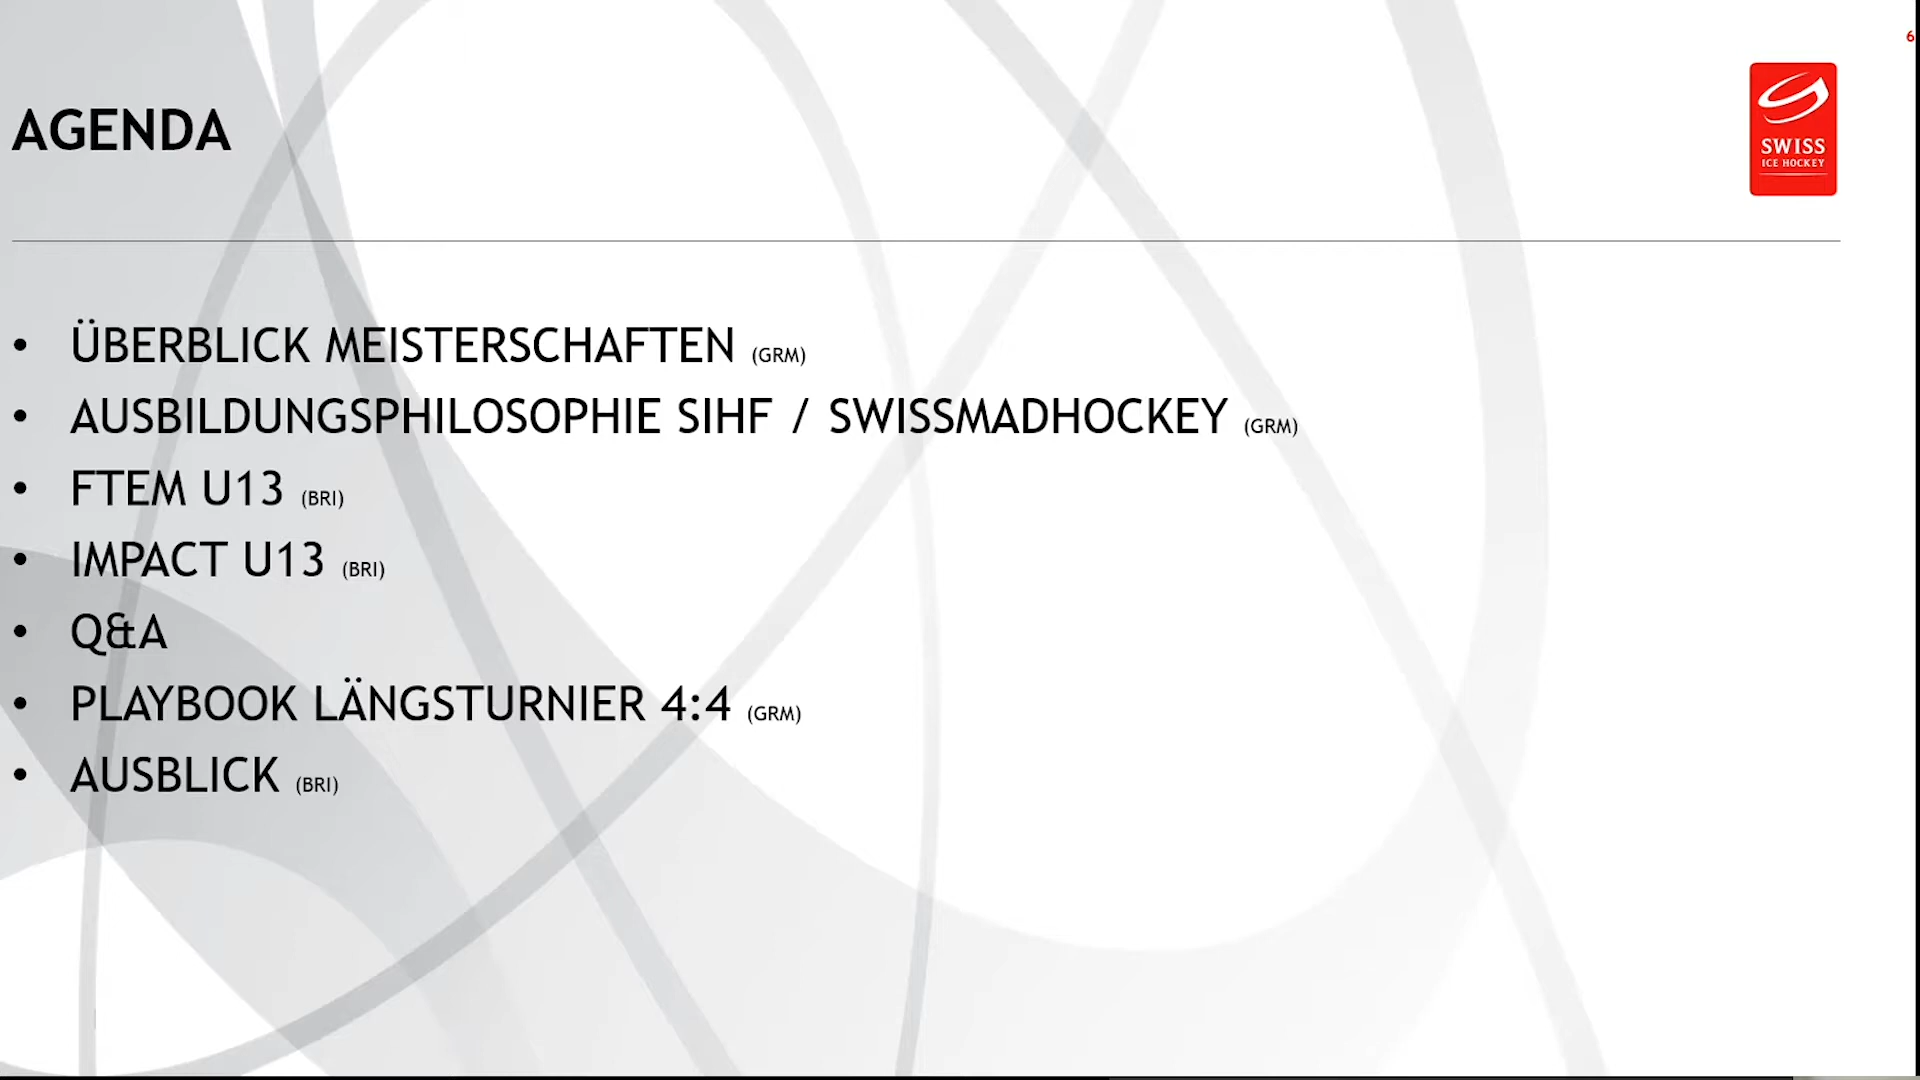 6
AGENDA
SWISS
ICE HOCKEY
• ÜBERBLICK MEISTERSCHAFTEN (GRM)
• AUSBILDUNGSPHILOSOPHIE SIHF / SWISSMADHOCKEY (GRM)
• FTEM U13 (BRI)
• IMPACT U13 (BRI)
• Q&A
• PLAYBOOK LÄNGSTURNIER 4:4 (GRM)
• AUSBLICK (BRI)